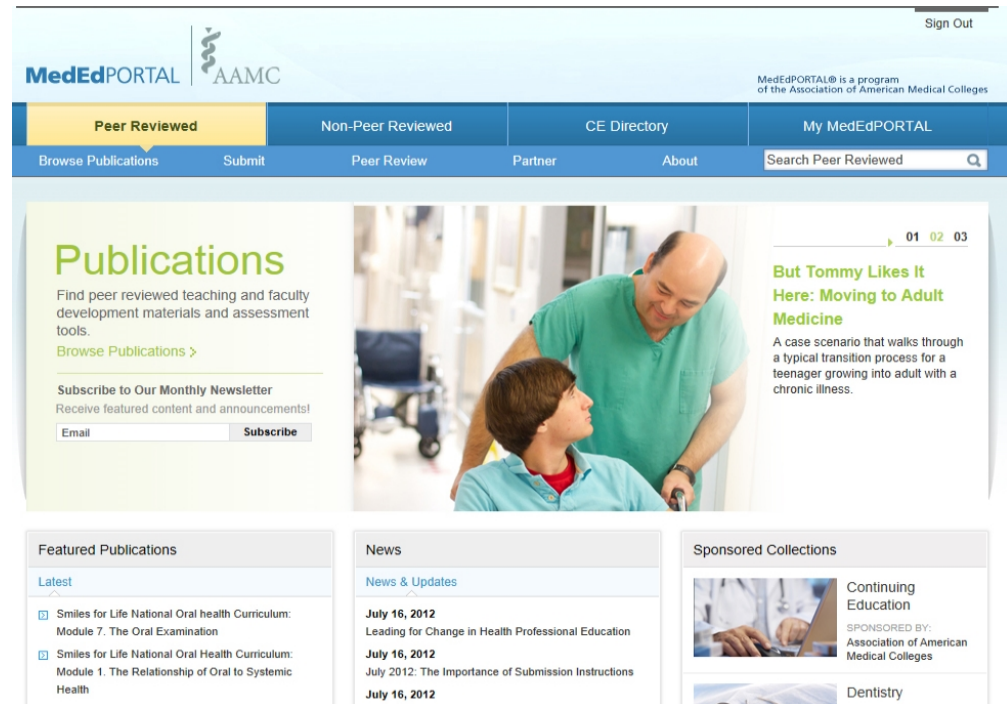 Sign Out
MedEdPORTAL
AAMC
MedEdPORTAL® is a program
of the Association of American Medical Colleges
Peer Reviewed
Non-Peer Reviewed
CE Directory
My MedEdPORTAL
Browse Publications
Submit
Peer Review
Partner
About
Search Peer Reviewed
Publications
Find peer reviewed teaching and faculty
development materials and assessment
tools.
Browse Publications >
Subscribe to Our Monthly Newsletter
Receive featured content and announcements!
Email
Subscribe
01 02 03
But Tommy Likes It
Here: Moving to Adult
Medicine
A case scenario that walks through
a typical transition process for a
teenager growing into adult with a
chronic illness.
Featured Publications
Latest
Smiles for Life National Oral health Curriculum:
Module 7. The Oral Examination
Smiles for Life National Oral Health Curriculum:
Module 1. The Relationship of Oral to Systemic
Health
News
News & Updates
July 16, 2012
Leading for Change in Health Professional Education
July 16, 2012
July 2012: The Importance of Submission Instructions
July 16, 2012
Sponsored Collections
Continuing
Education
SPONSORED BY:
Association of American
Medical Colleges
Dentistry